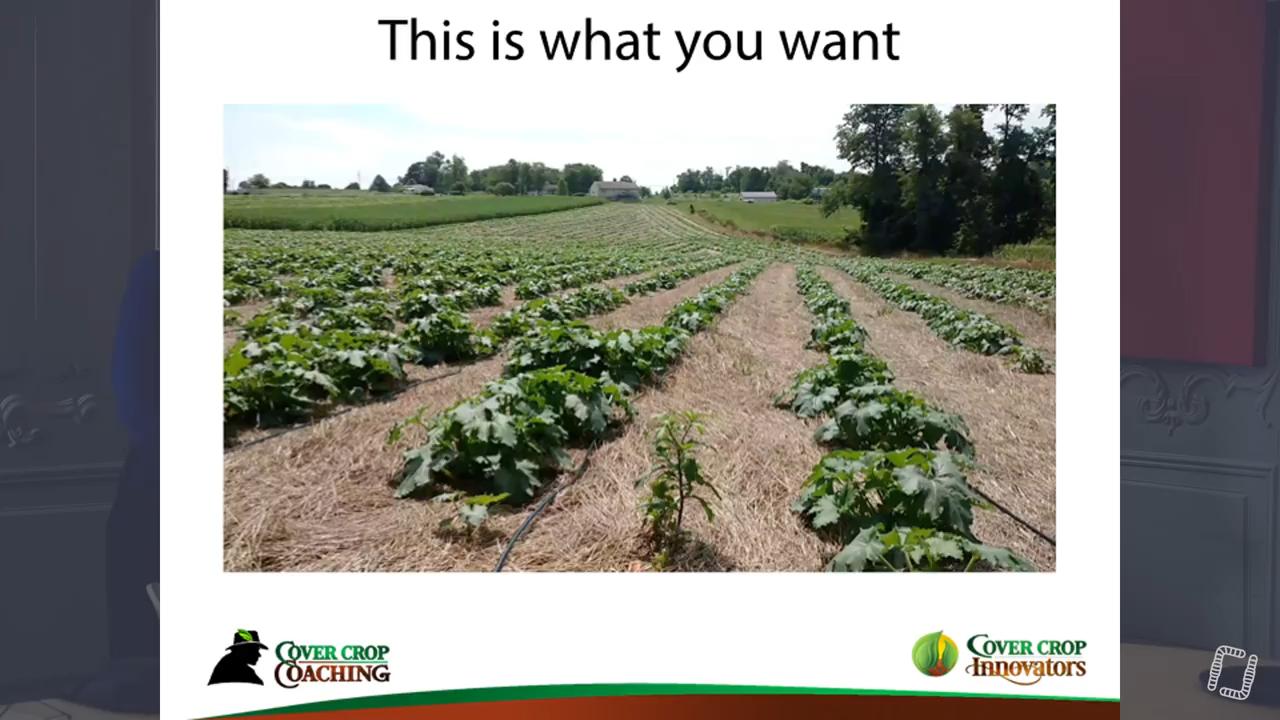 This is what you want
COVER CROP
COACHING
COVER CROP
Innovators